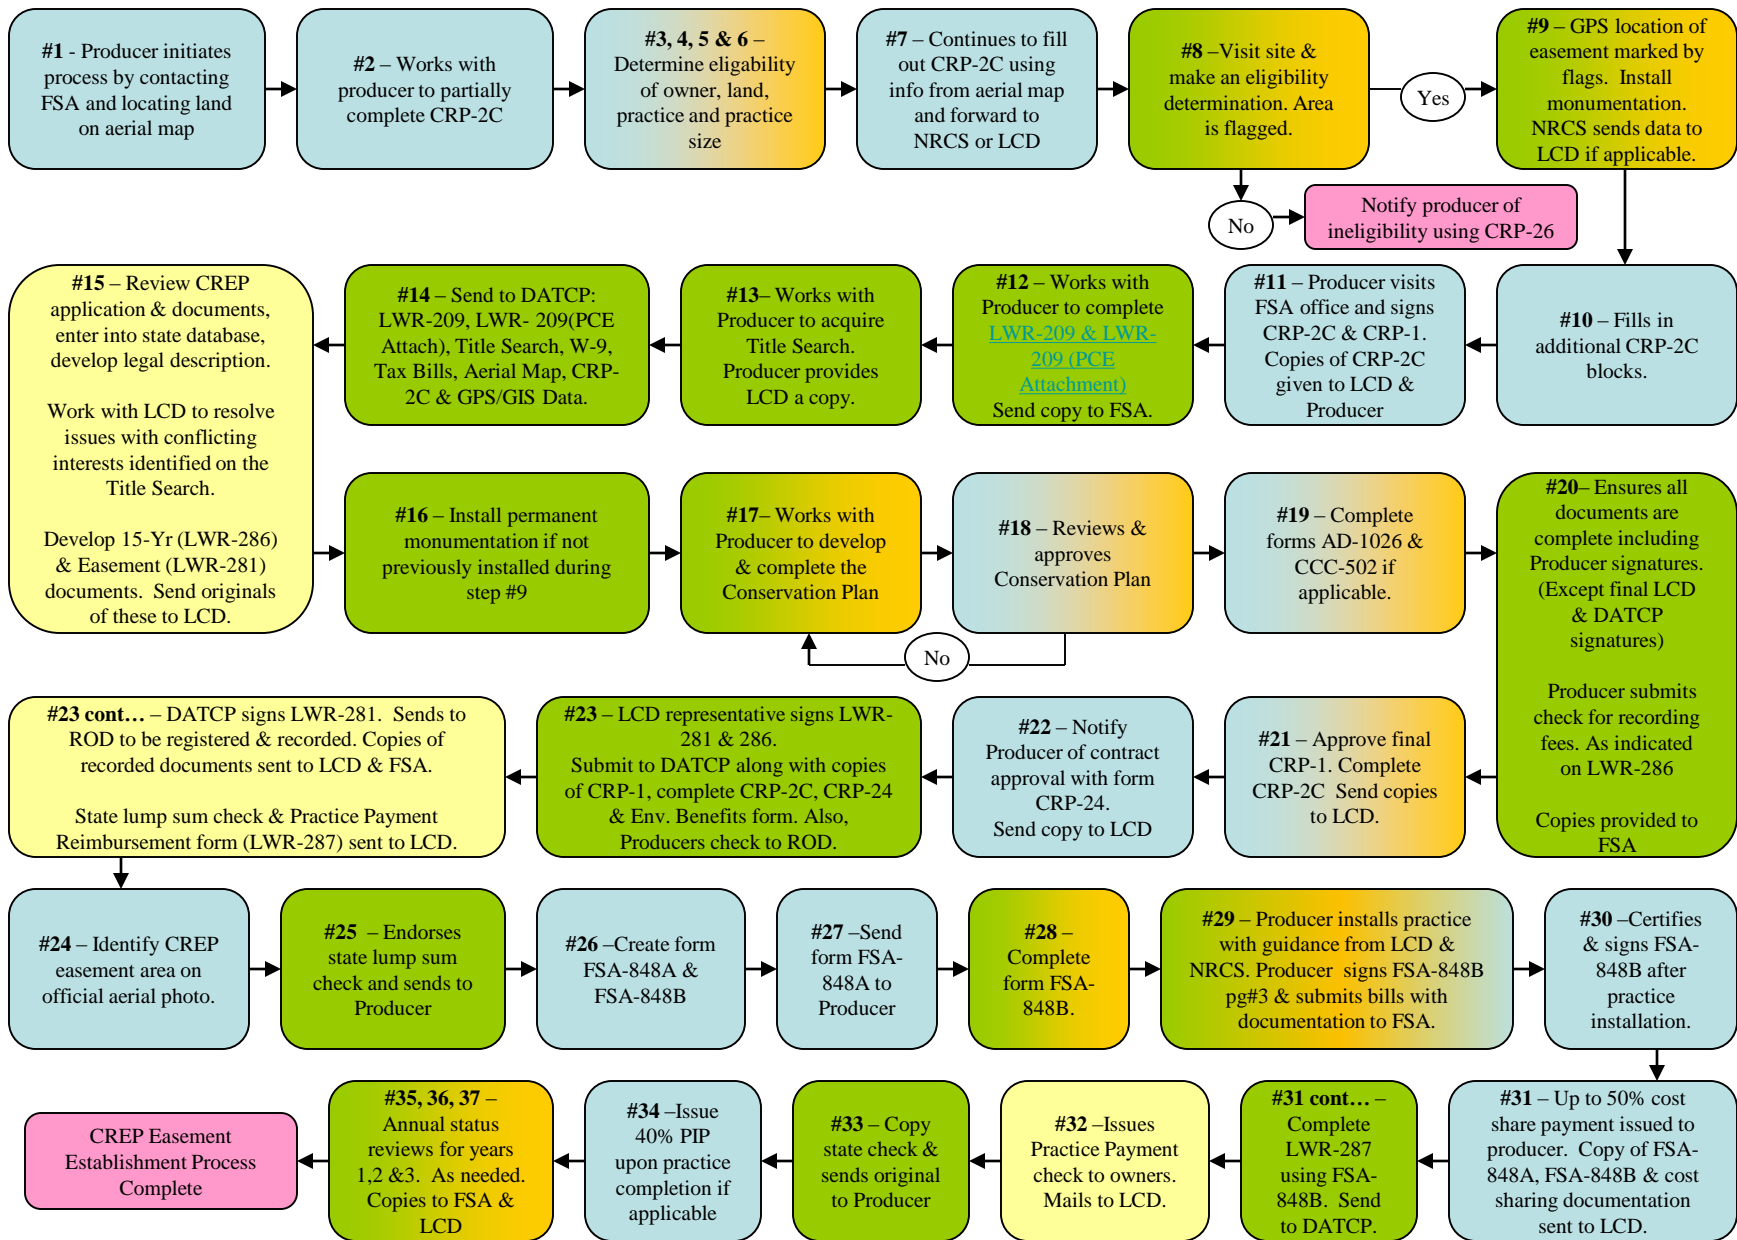 #1 - Producer initiates
process by contacting
FSA and locating land
on aerial map
#2 – Works with
producer to partially
complete CRP-2C
#3, 4, 5 & 6 –
Determine eligability
of owner, land,
practice and practice
size
#7 – Continues to fill
out CRP-2C using
info from aerial map
and forward to
NRCS or LCD
#8 –Visit site &
make an eligibility
determination. Area
is flagged.
Yes
#9 – GPS location of
easement marked by
flags.  Install
monumentation.
NRCS sends data to
LCD if applicable.
No
Notify producer of
ineligibility using CRP-26
#10 – Fills in
additional CRP-2C
blocks.
#11 – Producer visits
FSA office and signs
CRP-2C & CRP-1.
Copies of CRP-2C
given to LCD &
Producer
#12 – Works with
Producer to complete
LWR-209 & LWR-
209 (PCE
Attachment)
Send copy to FSA.
#13– Works with
Producer to acquire
Title Search.
Producer provides
LCD a copy.
#14 – Send to DATCP:
LWR-209, LWR- 209(PCE
Attach), Title Search, W-9,
Tax Bills, Aerial Map, CRP-
2C & GPS/GIS Data.
#15 – Review CREP
application & documents,
enter into state database,
develop legal description.
Work with LCD to resolve
issues with conflicting
interests identified on the
Title Search.
Develop 15-Yr (LWR-286)
& Easement (LWR-281)
documents.  Send originals
of these to LCD.
#16 – Install permanent
monumentation if not
previously installed during
step #9
#17– Works with
Producer to develop
& complete the
Conservation Plan
#18 – Reviews &
approves
Conservation Plan
No
#19 – Complete
forms AD-1026 &
CCC-502 if
applicable.
#20– Ensures all
documents are
complete including
Producer signatures.
(Except final LCD
& DATCP
signatures)
Producer submits
check for recording
fees. As indicated
on LWR-286
Copies provided to
FSA
#21 – Approve final
CRP-1. Complete
CRP-2C  Send copies
to LCD.
#22 – Notify
Producer of contract
approval with form
CRP-24.
Send copy to LCD
#23 – LCD representative signs LWR-
281 & 286.
Submit to DATCP along with copies
of CRP-1, complete CRP-2C, CRP-24
& Env. Benefits form. Also,
Producers check to ROD.
#23 cont… – DATCP signs LWR-281.  Sends to
ROD to be registered & recorded. Copies of
recorded documents sent to LCD & FSA.
State lump sum check & Practice Payment
Reimbursement form (LWR-287) sent to LCD.
#24 – Identify CREP
easement area on
official aerial photo.
#25  – Endorses
state lump sum
check and sends to
Producer
#26 –Create form
FSA-848A &
FSA-848B
#27 –Send
form FSA-
848A to
Producer
#28 –
Complete
form FSA-
848B.
#29 – Producer installs practice
with guidance from LCD &
NRCS. Producer  signs FSA-848B
pg#3 & submits bills with
documentation to FSA.
#30 –Certifies
& signs FSA-
848B after
practice
installation.
#31 – Up to 50% cost
share payment issued to
producer.  Copy of FSA-
848A, FSA-848B & cost
sharing documentation
sent to LCD.
#31 cont… –
Complete
LWR-287
using FSA-
848B.  Send
to DATCP.
#32 –Issues
Practice Payment
check to owners.
Mails to LCD.
#33 – Copy
state check &
sends original
to Producer
#34 –Issue
40% PIP
upon practice
completion if
applicable
#35, 36, 37 –
Annual status
reviews for years
1,2 &3.  As needed.
Copies to FSA &
LCD
CREP Easement
Establishment Process
Complete